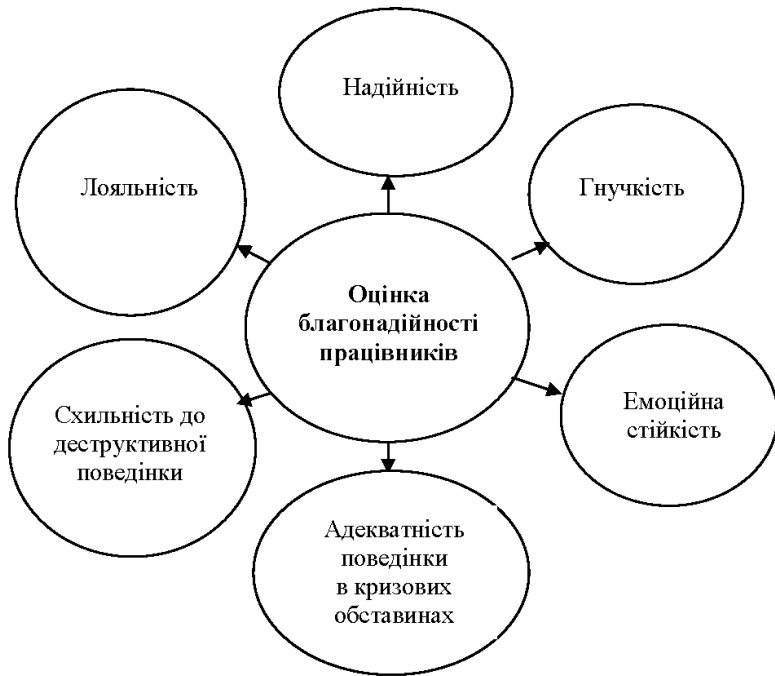 Надійність
Лояльність
Гнучкість
Оцінка
благонадійності
працівників
Схильність до
деструктивної
поведінки
Емоційна
стійкість
Адекватність
поведінки
в кризових
обставинах